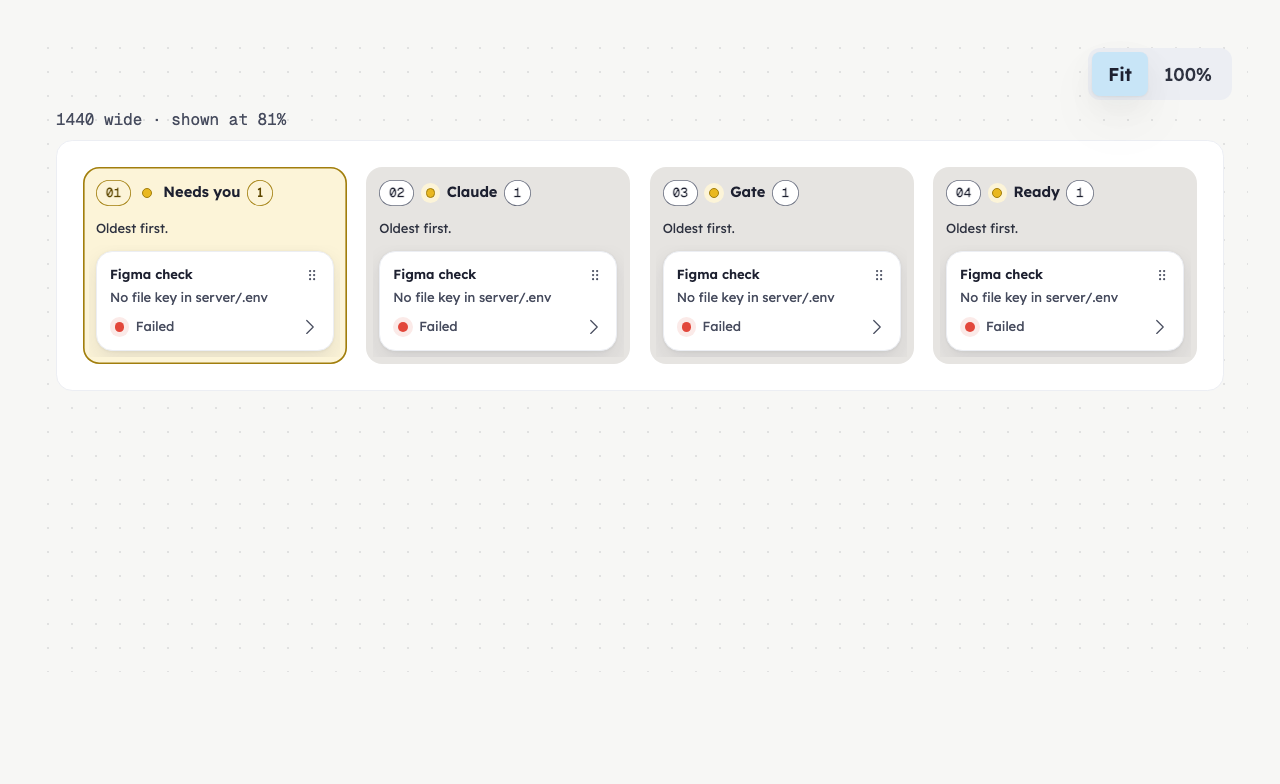 Fit 100%
1440 wide · shown at 81%
01 Needs you 1
Oldest first.
Figma check
No file key in server/.env
Failed
02 Claude 1
Oldest first.
Figma check
No file key in server/.env
Failed
03 Gate 1
Oldest first.
Figma check
No file key in server/.env
Failed
04 Ready 1
Oldest first.
Figma check
No file key in server/.env
Failed